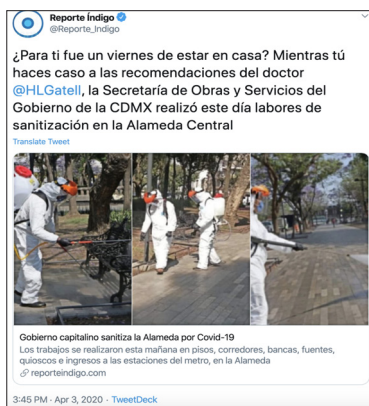 Reporte Índigo
@Reporte_Indigo
¿Para ti fue un viernes de estar en casa? Mientras tú
haces caso a las recomendaciones del doctor
@HLGatell, la Secretaría de Obras y Servicios del
Gobierno de la CDMX realizó este día labores de
sanitización en la Alameda Central
Translate Tweet
Gobierno capitalino sanitiza la Alameda por Covid-19
Los trabajos se realizaron esta mañana en pisos, corredores, bancas, fuentes,
quioscos e ingresos a las estaciones del metro, en la Alameda
reporteindigo.com
3:45 PM · Apr 3, 2020 · TweetDeck